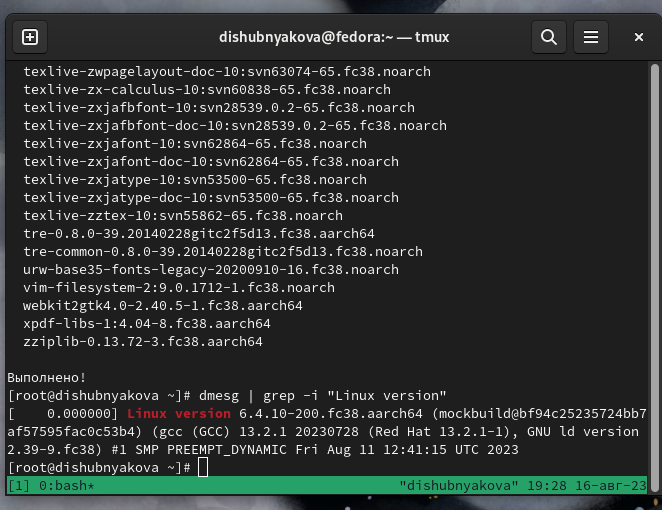 dishubnyakova@fedora:~ — tmux
texlive-zwpagelayout-doc-10:svn63074-65.fc38.noarch
texlive-zx-calculus-10:svn60838-65.fc38.noarch
texlive-zxjafbfont-10:svn28539.0.2-65.fc38.noarch
texlive-zxjafbfont-doc-10:svn28539.0.2-65.fc38.noarch
texlive-zxjafont-10:svn62864-65.fc38.noarch
texlive-zxjafont-doc-10:svn62864-65.fc38.noarch
texlive-zxjatype-10:svn53500-65.fc38.noarch
texlive-zxjatype-doc-10:svn53500-65.fc38.noarch
texlive-zztex-10:svn55862-65.fc38.noarch
tre-0.8.0-39.20140228gitc2f5d13.fc38.aarch64
tre-common-0.8.0-39.20140228gitc2f5d13.fc38.noarch
urw-base35-fonts-legacy-20200910-16.fc38.noarch
vim-filesystem-2:9.0.1712-1.fc38.noarch
webkit2gtk4.0-2.40.5-1.fc38.aarch64
xpdf-libs-1:4.04-8.fc38.aarch64
zziplib-0.13.72-3.fc38.aarch64
Выполнено!
[root@dishubnyakova ~]# dmesg | grep -i "Linux version"
[    0.000000] Linux version 6.4.10-200.fc38.aarch64 (mockbuild@bf94c25235724bb7
af57595fac0c53b4) (gcc (GCC) 13.2.1 20230728 (Red Hat 13.2.1-1), GNU ld version
2.39-9.fc38) #1 SMP PREEMPT_DYNAMIC Fri Aug 11 12:41:15 UTC 2023
[root@dishubnyakova ~]#
[1] 0:bash* "dishubnyakova" 19:28 16-авг-23